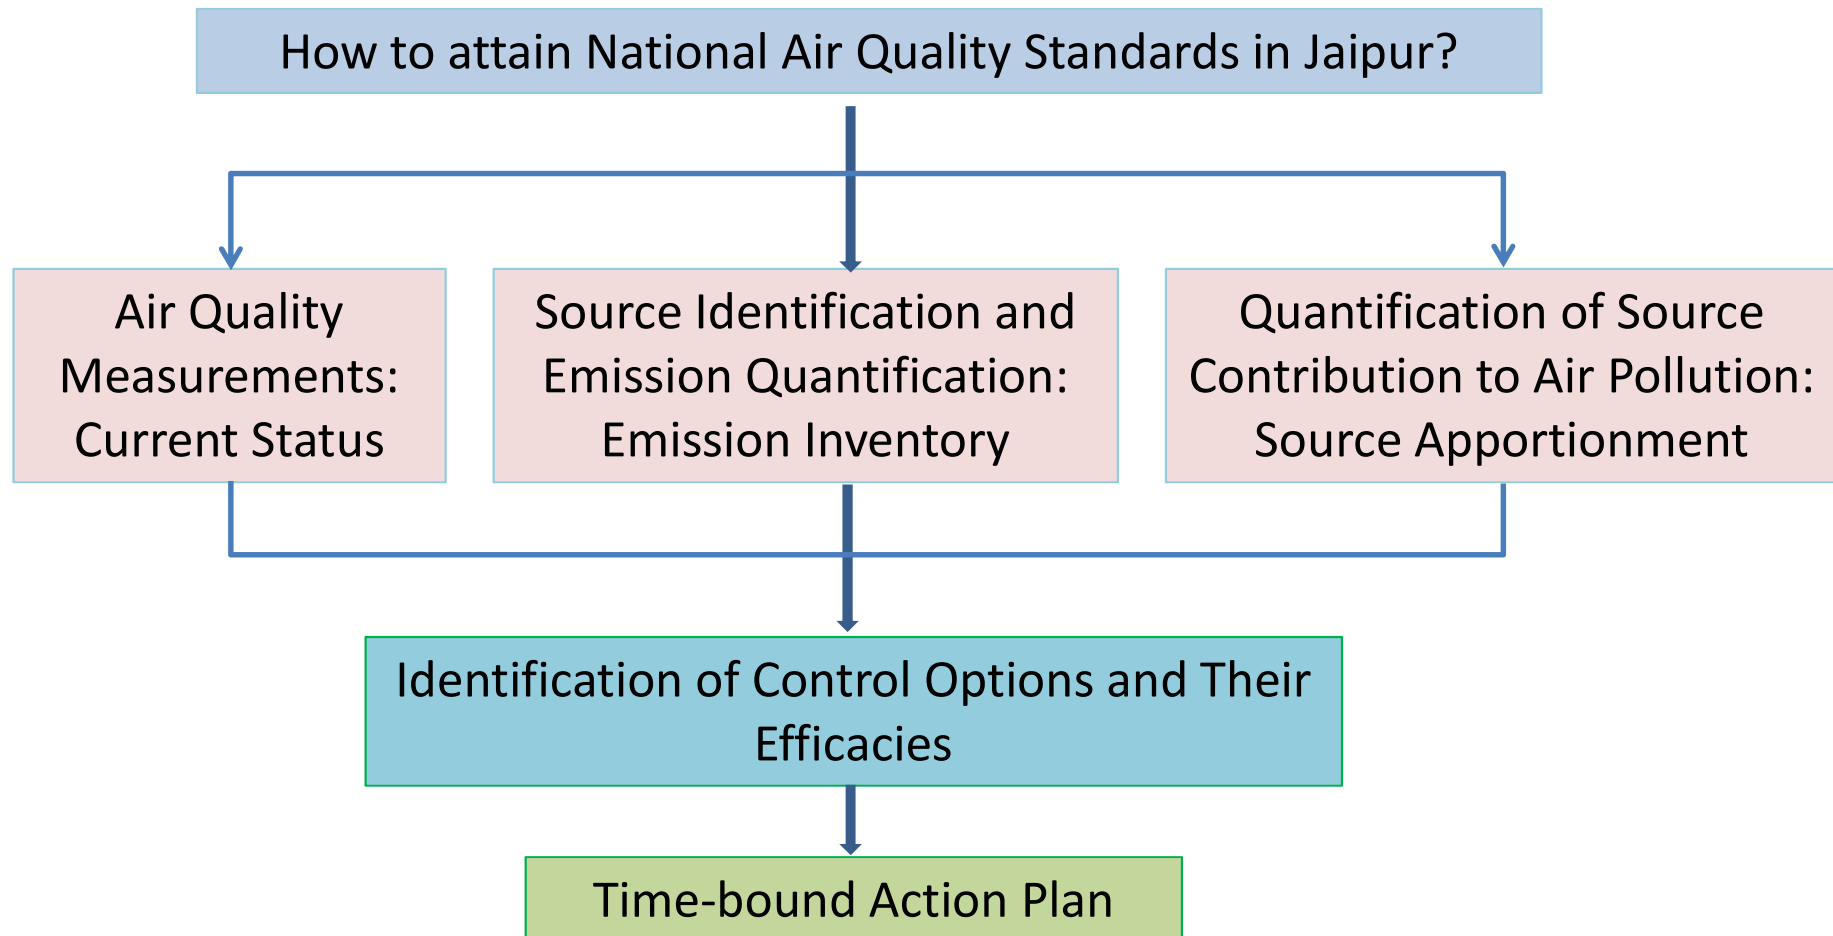 How to attain National Air Quality Standards in Jaipur?
Air Quality
Measurements:
Current Status
Source Identification and
Emission Quantification:
Emission Inventory
Quantification of Source
Contribution to Air Pollution:
Source Apportionment
Identification of Control Options and Their
Efficacies
Time-bound Action Plan